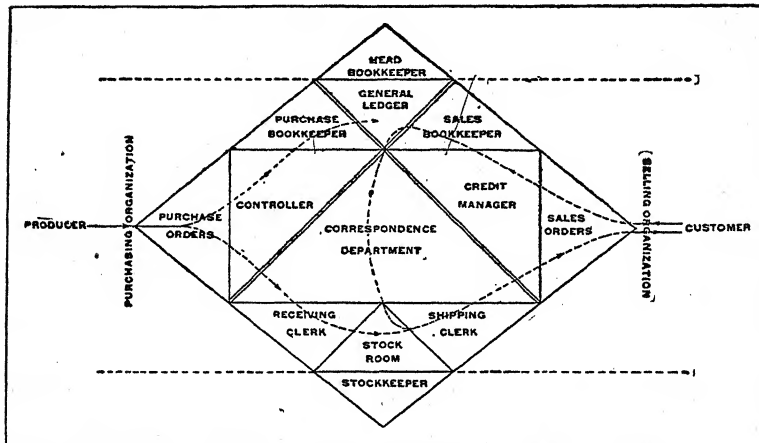 HEAD
BOOKKEEPER
GENERAL
LEDGER
PURCHASE
BOOKKEEPER
SALES
BOOKKEEPER
PURCHASING ORGANIZATION
(SELLING ORGANIZATION)
CONTROLLER
CREDIT
MANAGER
PRODUCER
PURCHASE
ORDERS
CORRESPONDENCE
DEPARTMENT
SALES
ORDERS
CUSTOMER
RECEIVING
CLERK
SHIPPING
CLERK
STOCK
ROOM
STOCKKEEPER